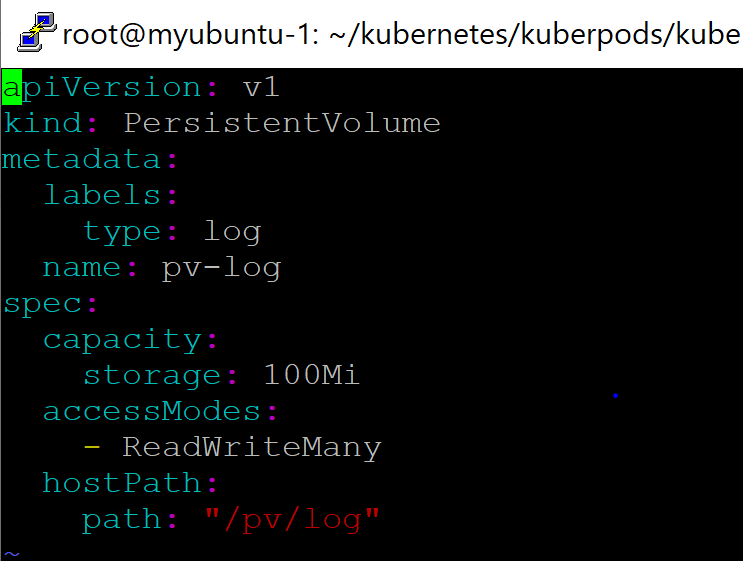 root@myubuntu-1: ~/kubernetes/kuberpods/kube
apiVersion: v1
kind: PersistentVolume
metadata:
  labels:
    type: log
  name: pv-log
spec:
  capacity:
    storage: 100Mi
  accessModes:
    - ReadWriteMany
  hostPath:
    path: "/pv/log"
~